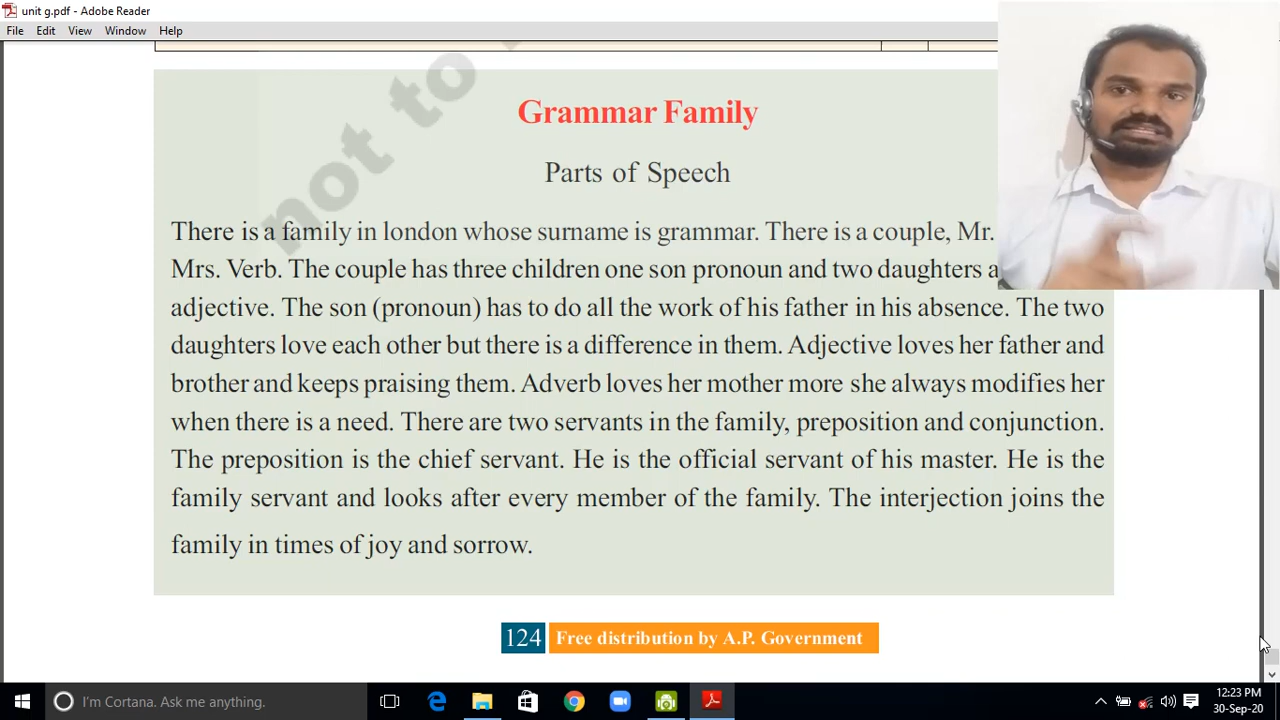 unit g.pdf - Adobe Reader
File Edit View Window Help
not to
Grammar Family
Parts of Speech
There is a family in london whose surname is grammar. There is a couple, Mr.
Mrs. Verb. The couple has three children one son pronoun and two daughters a
adjective. The son (pronoun) has to do all the work of his father in his absence. The two
daughters love each other but there is a difference in them. Adjective loves her father and
brother and keeps praising them. Adverb loves her mother more she always modifies her
when there is a need. There are two servants in the family, preposition and conjunction.
The preposition is the chief servant. He is the official servant of his master. He is the
family servant and looks after every member of the family. The interjection joins the
family in times of joy and sorrow.
124 Free distribution by A.P. Government
I'm Cortana. Ask me anything.
12:23 PM
30-Sep-20